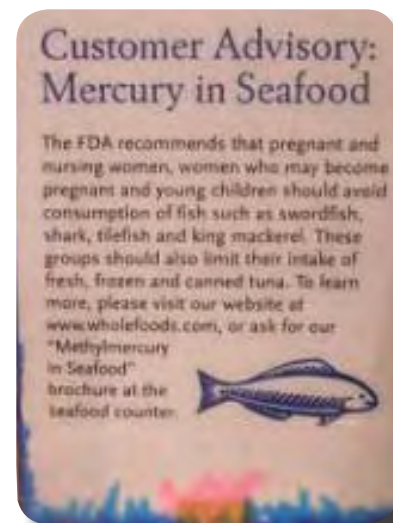 Customer Advisory:
Mercury in Seafood
The FDA recommends that pregnant and
nursing women, women who may become
pregnant and young children should avoid
consumption of fish such as swordfish,
shark, tilefish and king mackerel. These
groups should also limit their intake of
fresh, frozen and canned tuna. To learn
more, please visit our website at
www.wholefoods.com, or ask for our
"Methylmercury
in Seafood"
brochure at the
seafood counter.